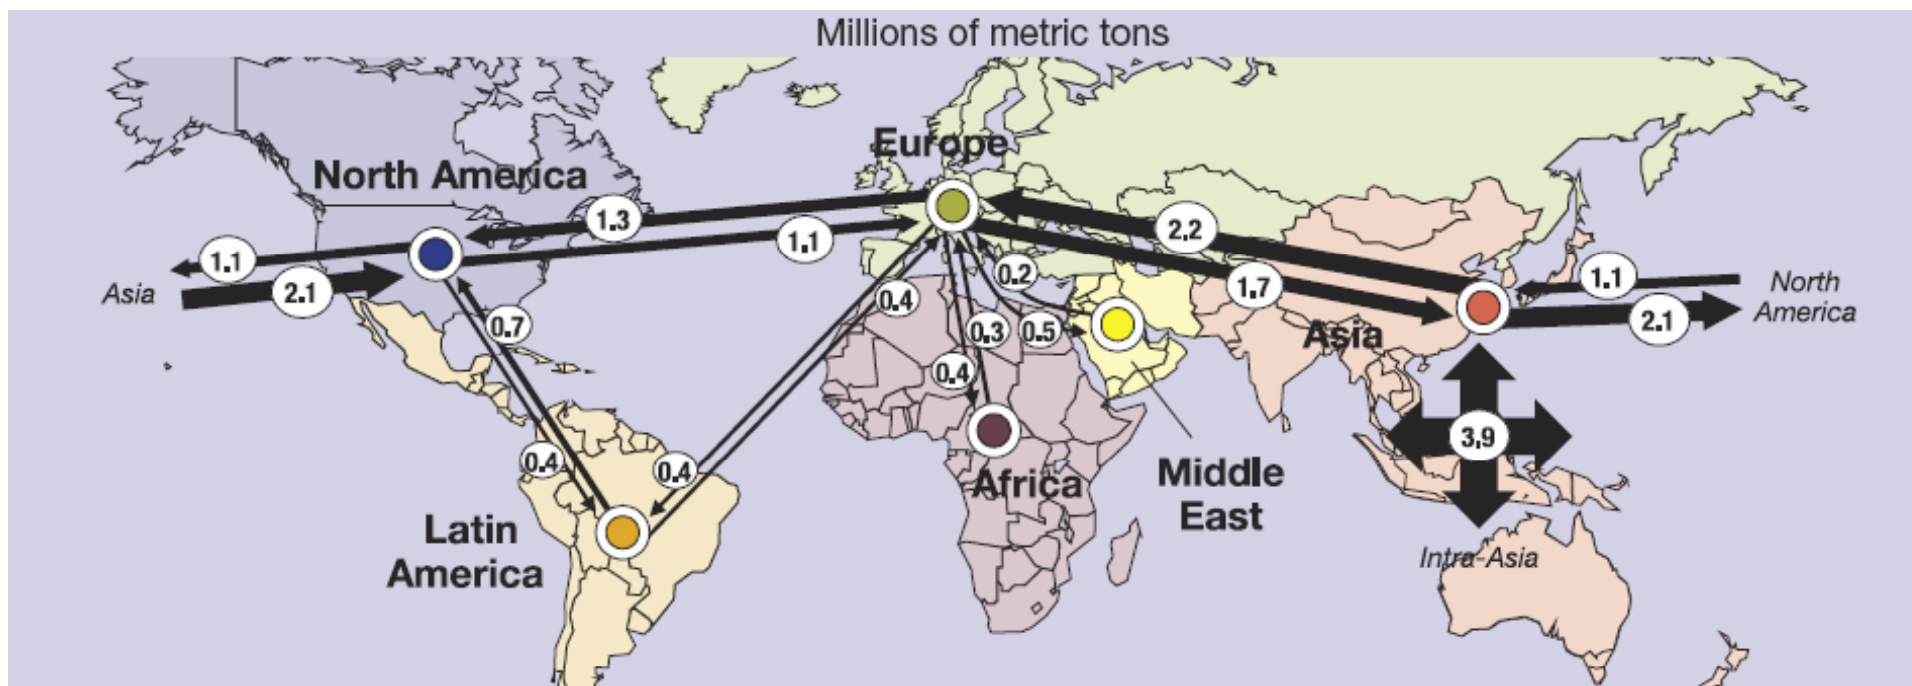 Millions of metric tons
Europe
North America
1.3
2.2
1.1
1.1
1.1
Asia
2.1
0.2
1.7
North
America
2.1
0.4
0.7
0.3
0.5
Asia
0.4
3.9
0.4
0.4
Africa
Middle
East
Latin
America
Intra-Asia